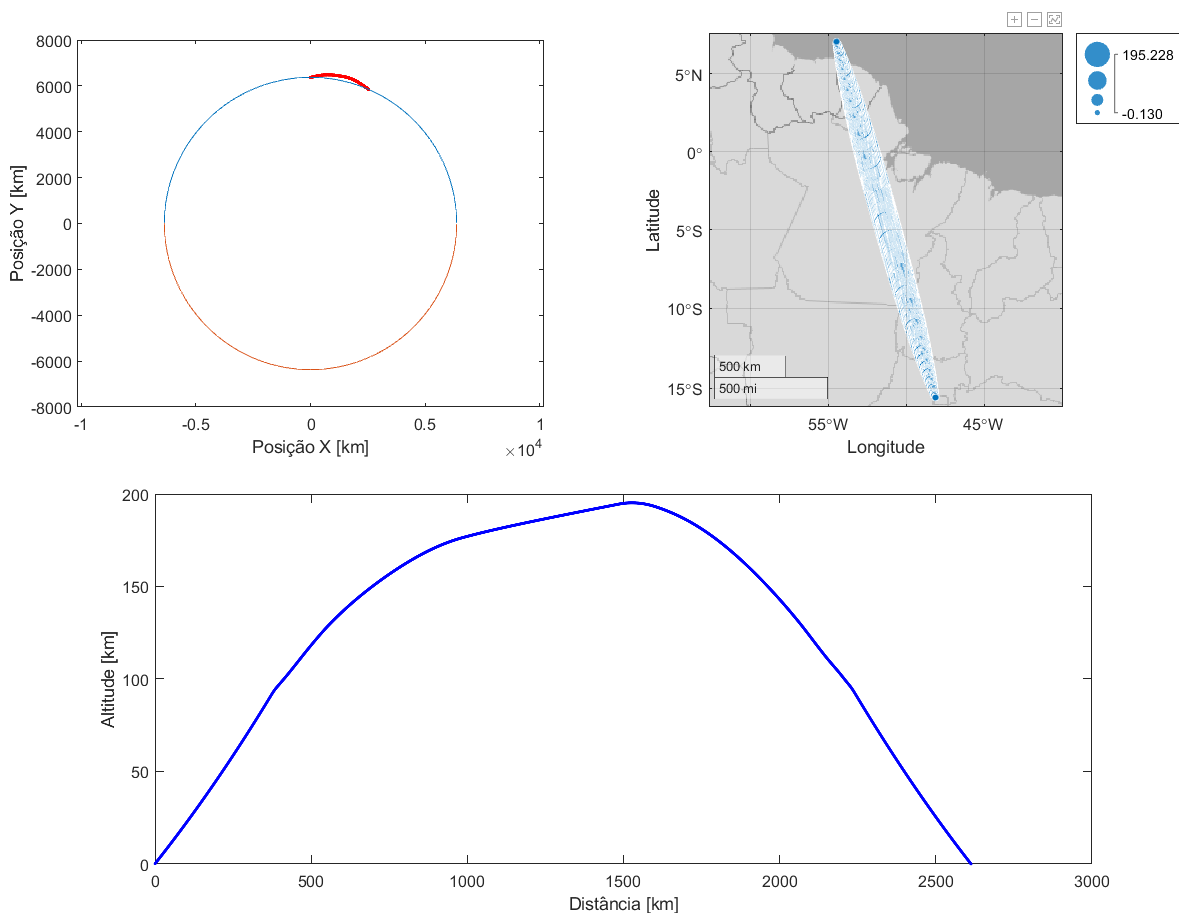 8000
6000
4000
2000
0
-2000
-4000
-6000
-8000
Posição Y [km]
-1
-0.5
0
0.5
1
×10⁴
Posição X [km]
5°N
0°
5°S
10°S
15°S
Latitude
500 km
500 mi
55°W
45°W
Longitude
195.228
-0.130
200
150
100
50
0
Altitude [km]
0
500
1000
1500
2000
2500
3000
Distância [km]